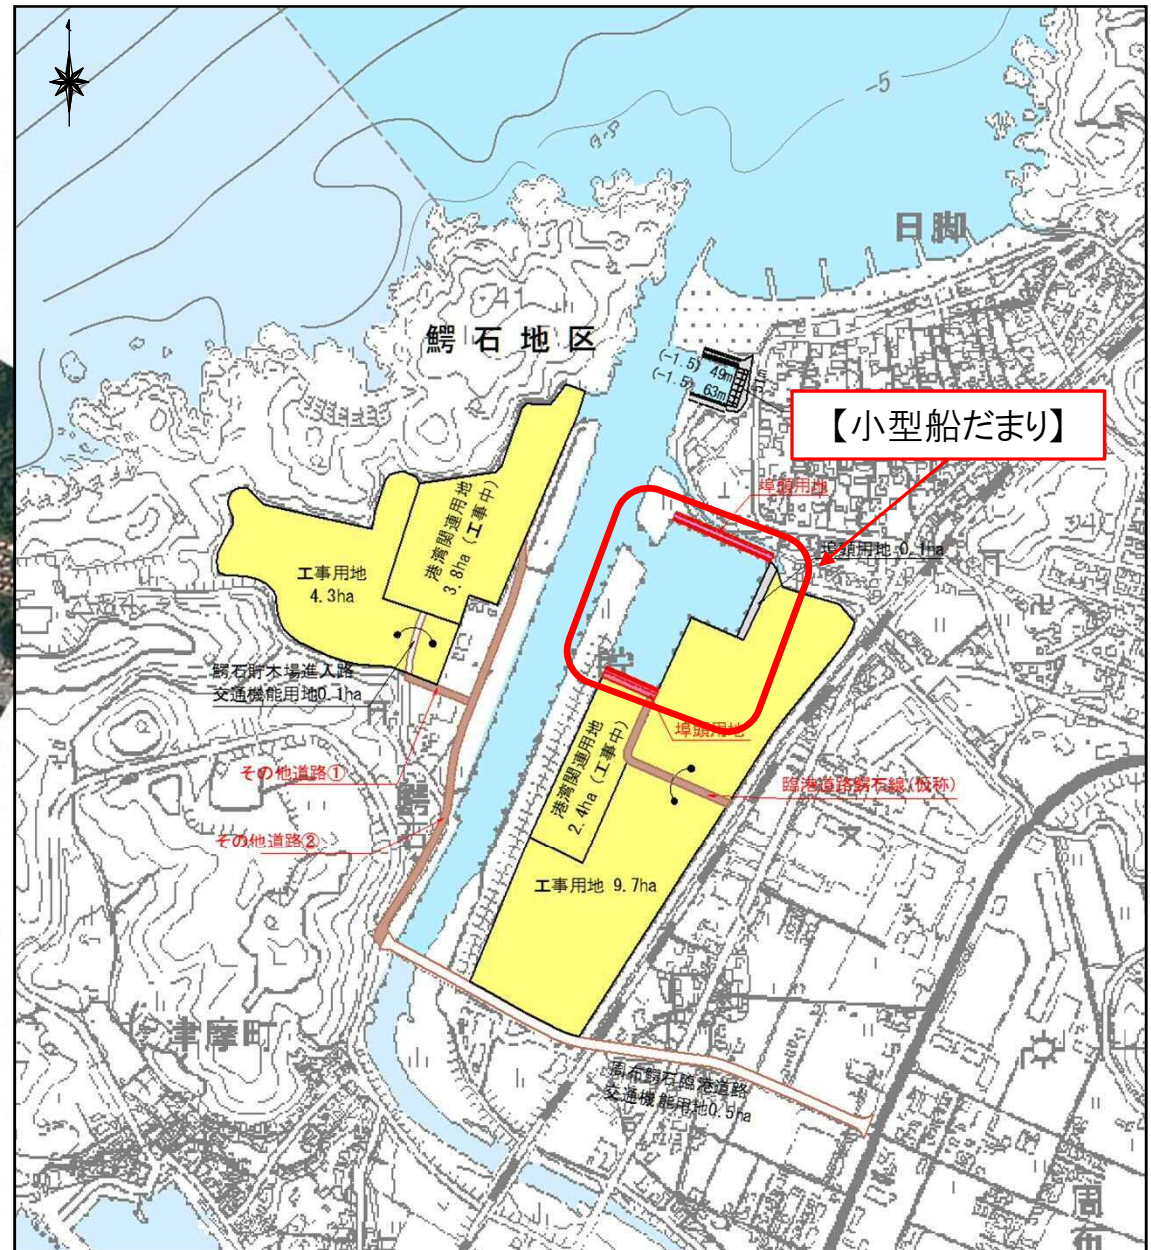 -5
日脚
鰐石地区
(-1.5) 49m
(-1.5) 63m
【小型船だまり】
埠頭用地
埠頭用地 0.1ha
港湾関連用地
3.8ha (工事中)
工事用地
4.3ha
鰐石貯木場進入路
交通機能用地0.1ha
埠頭用地
その他道路①
臨港道路鰐石線(仮称)
港湾関連用地
2.4ha (工事中)
その他道路②
鰐石
工事用地 9.7ha
津摩町
周布鰐石臨港道路
交通機能用地0.5ha
周布